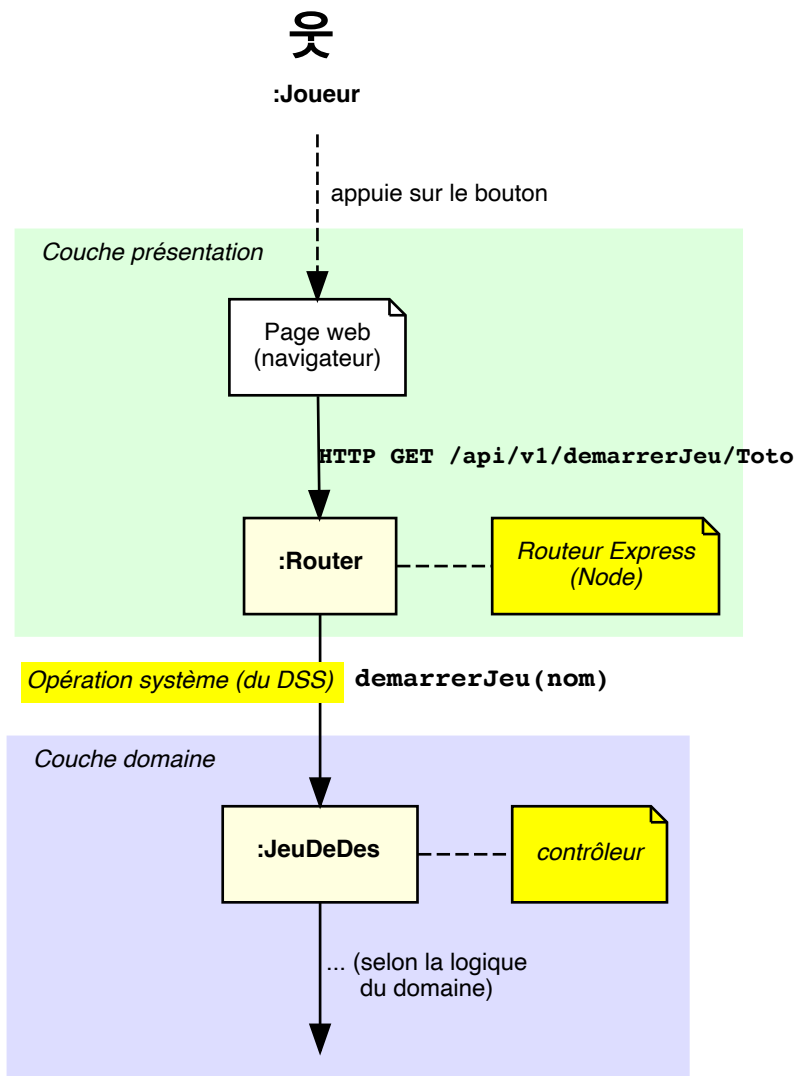 웃
:Joueur
appuie sur le bouton
Couche présentation
Page web
(navigateur)
HTTP GET /api/v1/demarrerJeu/Toto
:Router
Routeur Express
(Node)
Opération système (du DSS)
demarrerJeu(nom)
Couche domaine
:JeuDeDes
contrôleur
... (selon la logique
du domaine)